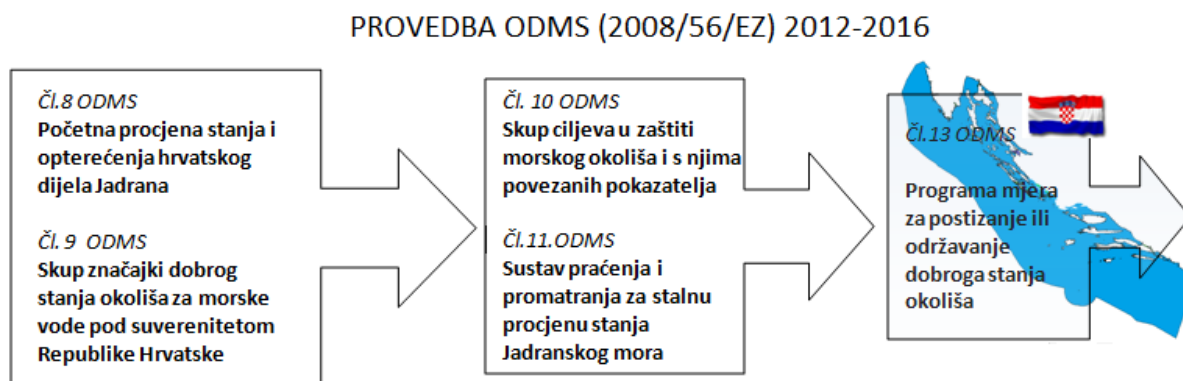 PROVEDBA ODMS (2008/56/EZ) 2012-2016
Čl.8 ODMS
Početna procjena stanja i
opterećenja hrvatskog
dijela Jadrana
Čl. 9 ODMS
Skup značajki dobrog
stanja okoliša za morske
vode pod suverenitetom
Republike Hrvatske
Čl. 10 ODMS
Skup ciljeva u zaštiti
morskog okoliša i s njima
povezanih pokazatelja
Čl.11.ODMS
Sustav praćenja i
promatranja za stalnu
procjenu stanja
Jadranskog mora
Čl.13 ODMS
Programa mjera
za postizanje ili
održavanje
dobroga stanja
okoliša